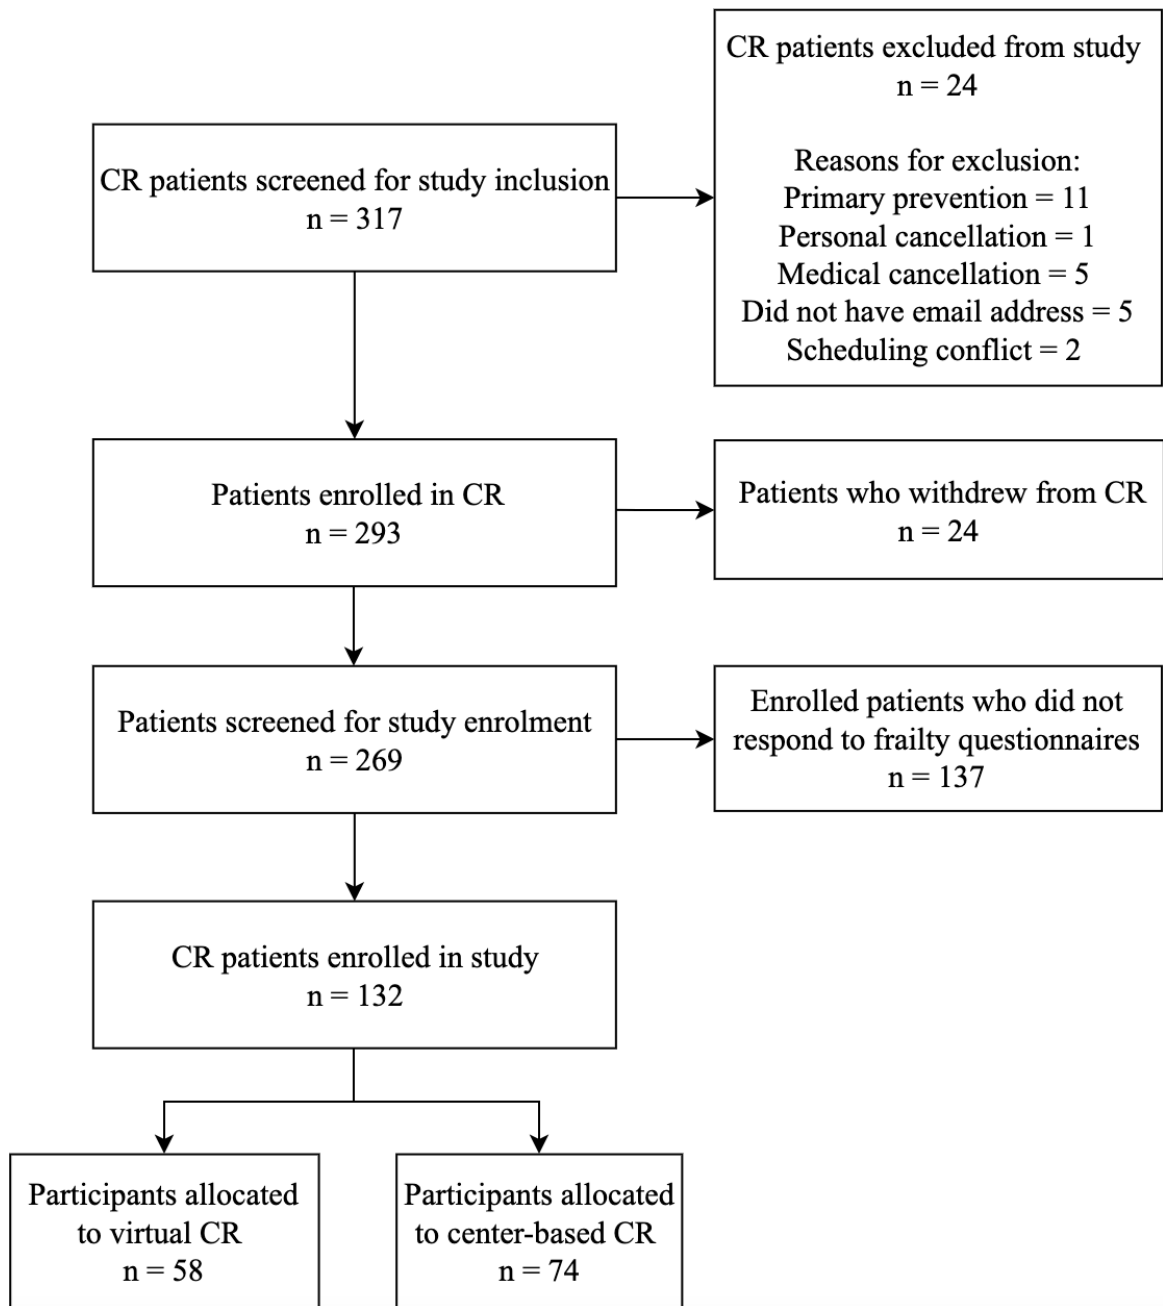 CR patients screened for study inclusion
n = 317
CR patients excluded from study
n = 24
Reasons for exclusion:
Primary prevention = 11
Personal cancellation = 1
Medical cancellation = 5
Did not have email address = 5
Scheduling conflict = 2
Patients enrolled in CR
n = 293
Patients who withdrew from CR
n = 24
Patients screened for study enrolment
n = 269
Enrolled patients who did not
respond to frailty questionnaires
n = 137
CR patients enrolled in study
n = 132
Participants allocated
to virtual CR
n = 58
Participants allocated
to center-based CR
n = 74